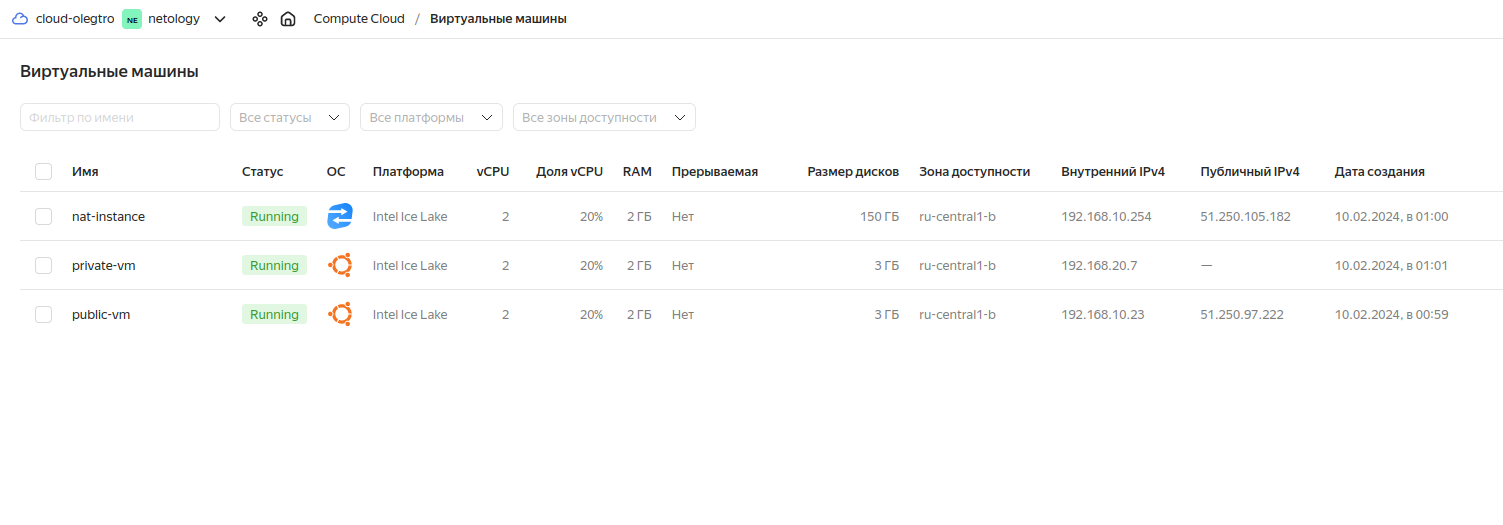 cloud-olegtro NE netology Compute Cloud / Виртуальные машины
Виртуальные машины
Фильтр по имени Все статусы Все платформы Все зоны доступности
Имя Статус ОС Платформа vCPU Доля vCPU RAM Прерываемая Размер дисков Зона доступности Внутренний IPv4 Публичный IPv4 Дата создания
nat-instance Running Intel Ice Lake 2 20% 2 ГБ Нет 150 ГБ ru-central1-b 192.168.10.254 51.250.105.182 10.02.2024, в 01:00
private-vm Running Intel Ice Lake 2 20% 2 ГБ Нет 3 ГБ ru-central1-b 192.168.20.7 — 10.02.2024, в 01:01
public-vm Running Intel Ice Lake 2 20% 2 ГБ Нет 3 ГБ ru-central1-b 192.168.10.23 51.250.97.222 10.02.2024, в 00:59